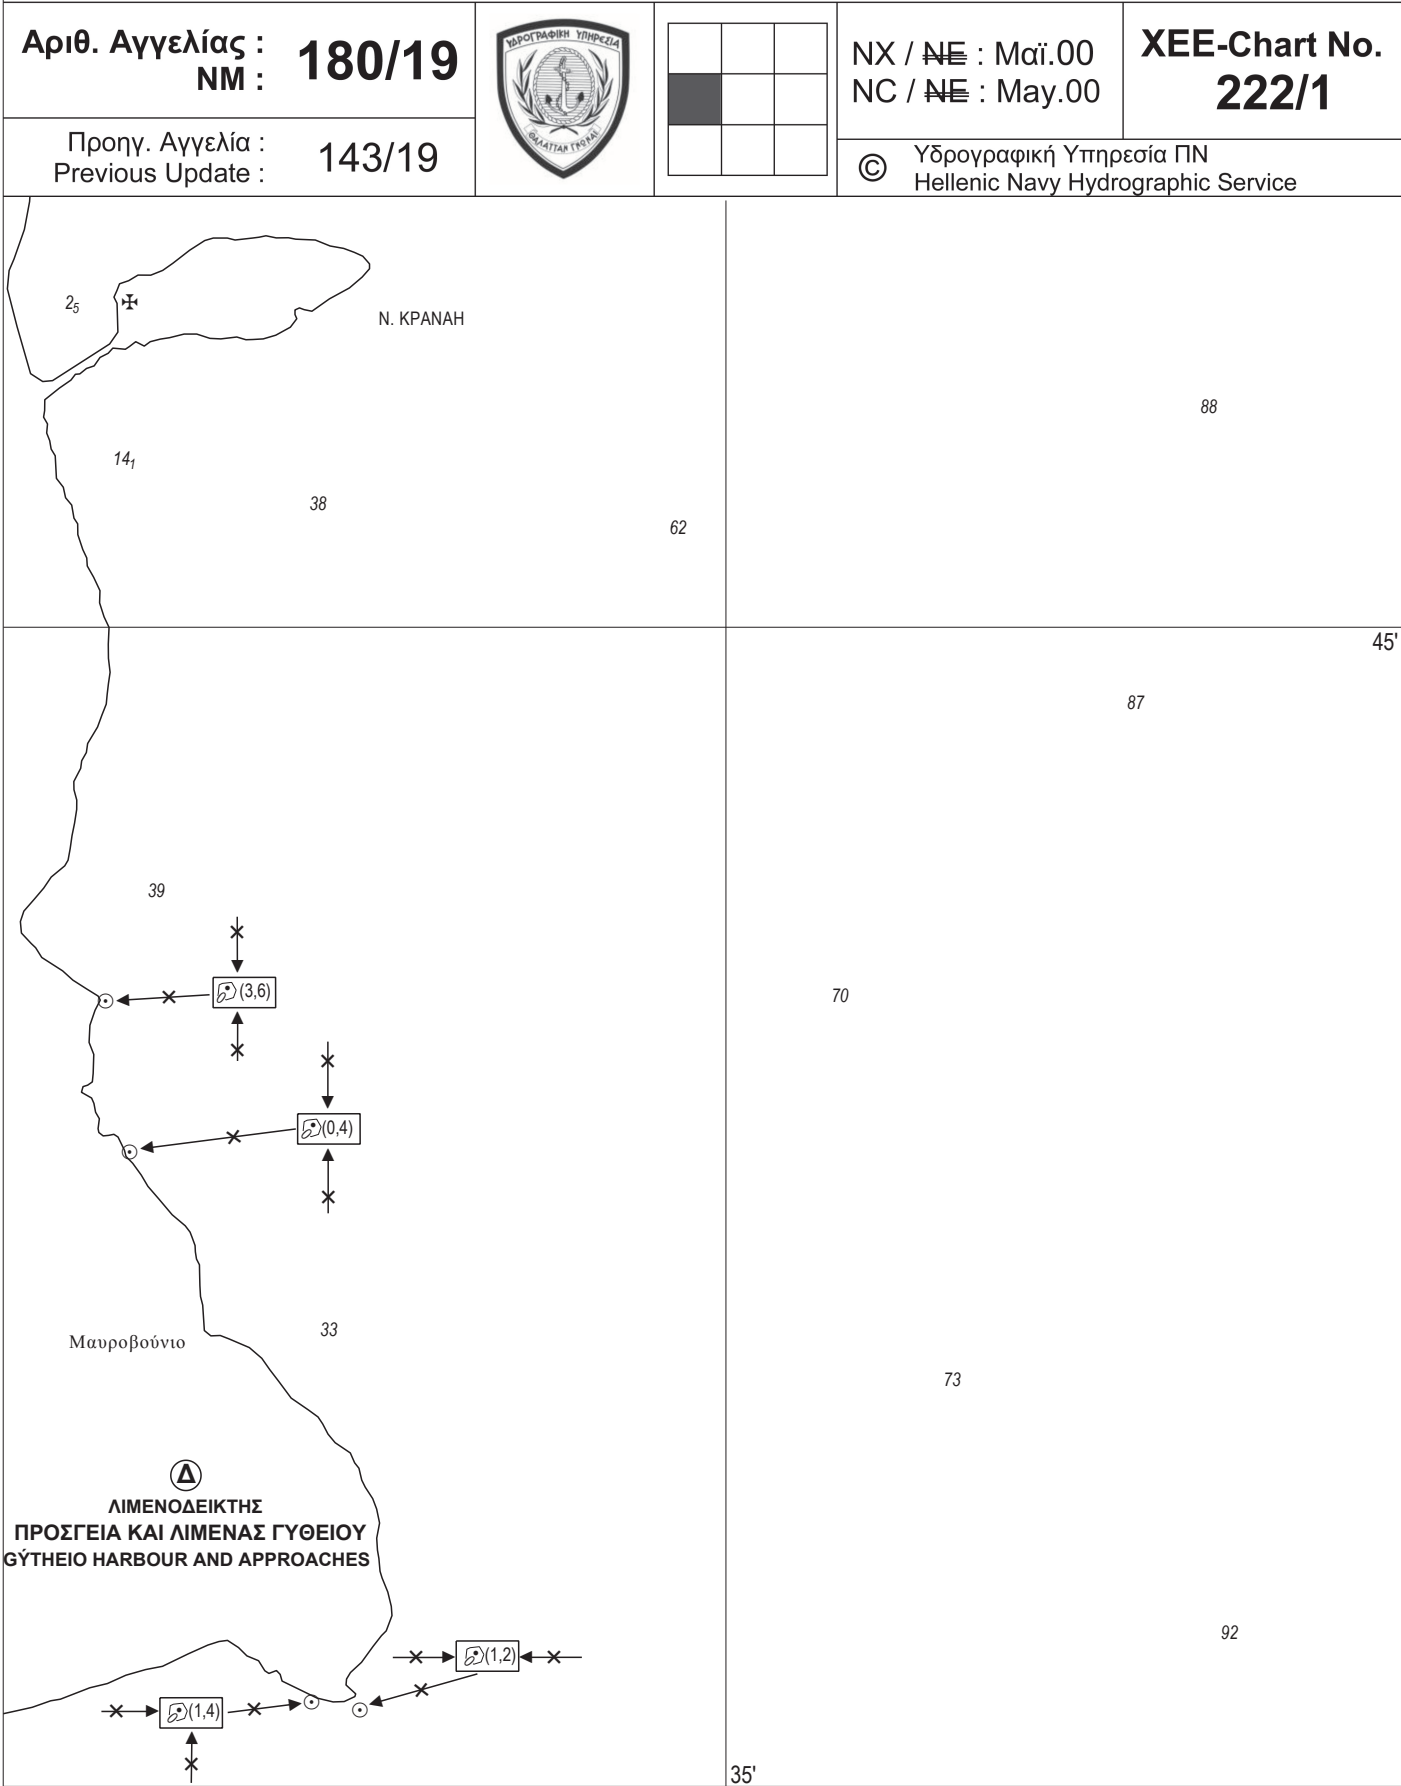 Αριθ. Αγγελίας : 180/19
NM :
Προηγ. Αγγελία : 143/19
Previous Update :
ΥΔΡΟΓΡΑΦΙΚΗ ΥΠΗΡΕΣΙΑ
NX / NE : Μαϊ.00
NC / NE : May.00
XEE-Chart No.
222/1
© Υδρογραφική Υπηρεσία ΠΝ
Hellenic Navy Hydrographic Service
2₅
Ν. ΚΡΑΝΑΗ
88
14₁
38
62
45'
87
39
(3,6)
70
(0,4)
33
Μαυροβούνιο
73
Δ
ΛΙΜΕΝΟΔΕΙΚΤΗΣ
ΠΡΟΣΓΕΙΑ ΚΑΙ ΛΙΜΕΝΑΣ ΓΥΘΕΙΟΥ
GÝTHEIO HARBOUR AND APPROACHES
92
(1,2)
(1,4)
35'